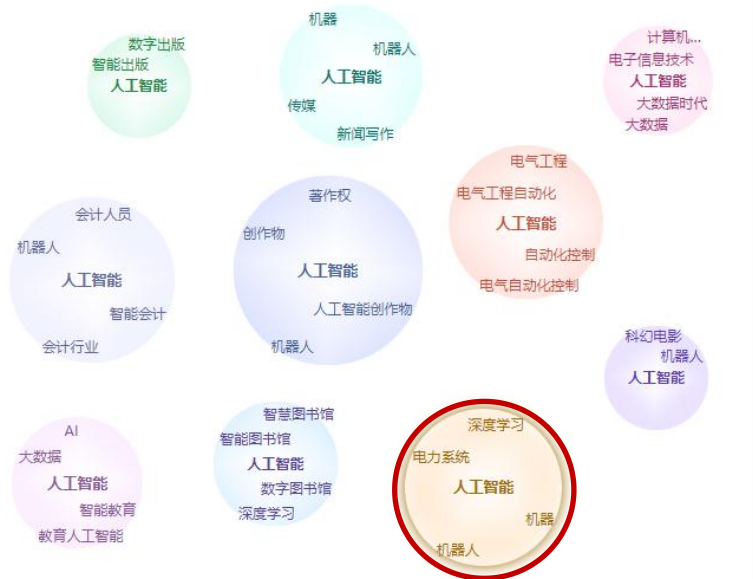 数字出版
智能出版
人工智能
机器
机器人
人工智能
传媒
新闻写作
计算机...
电子信息技术
人工智能
大数据时代
大数据
会计人员
机器人
人工智能
智能会计
会计行业
著作权
创作物
人工智能
人工智能创作物
机器人
电气工程
电气工程自动化
人工智能
自动化控制
电气自动化控制
科幻电影
机器人
人工智能
AI
大数据
人工智能
智能教育
教育人工智能
智慧图书馆
智能图书馆
人工智能
数字图书馆
深度学习
深度学习
电力系统
人工智能
机器
机器人